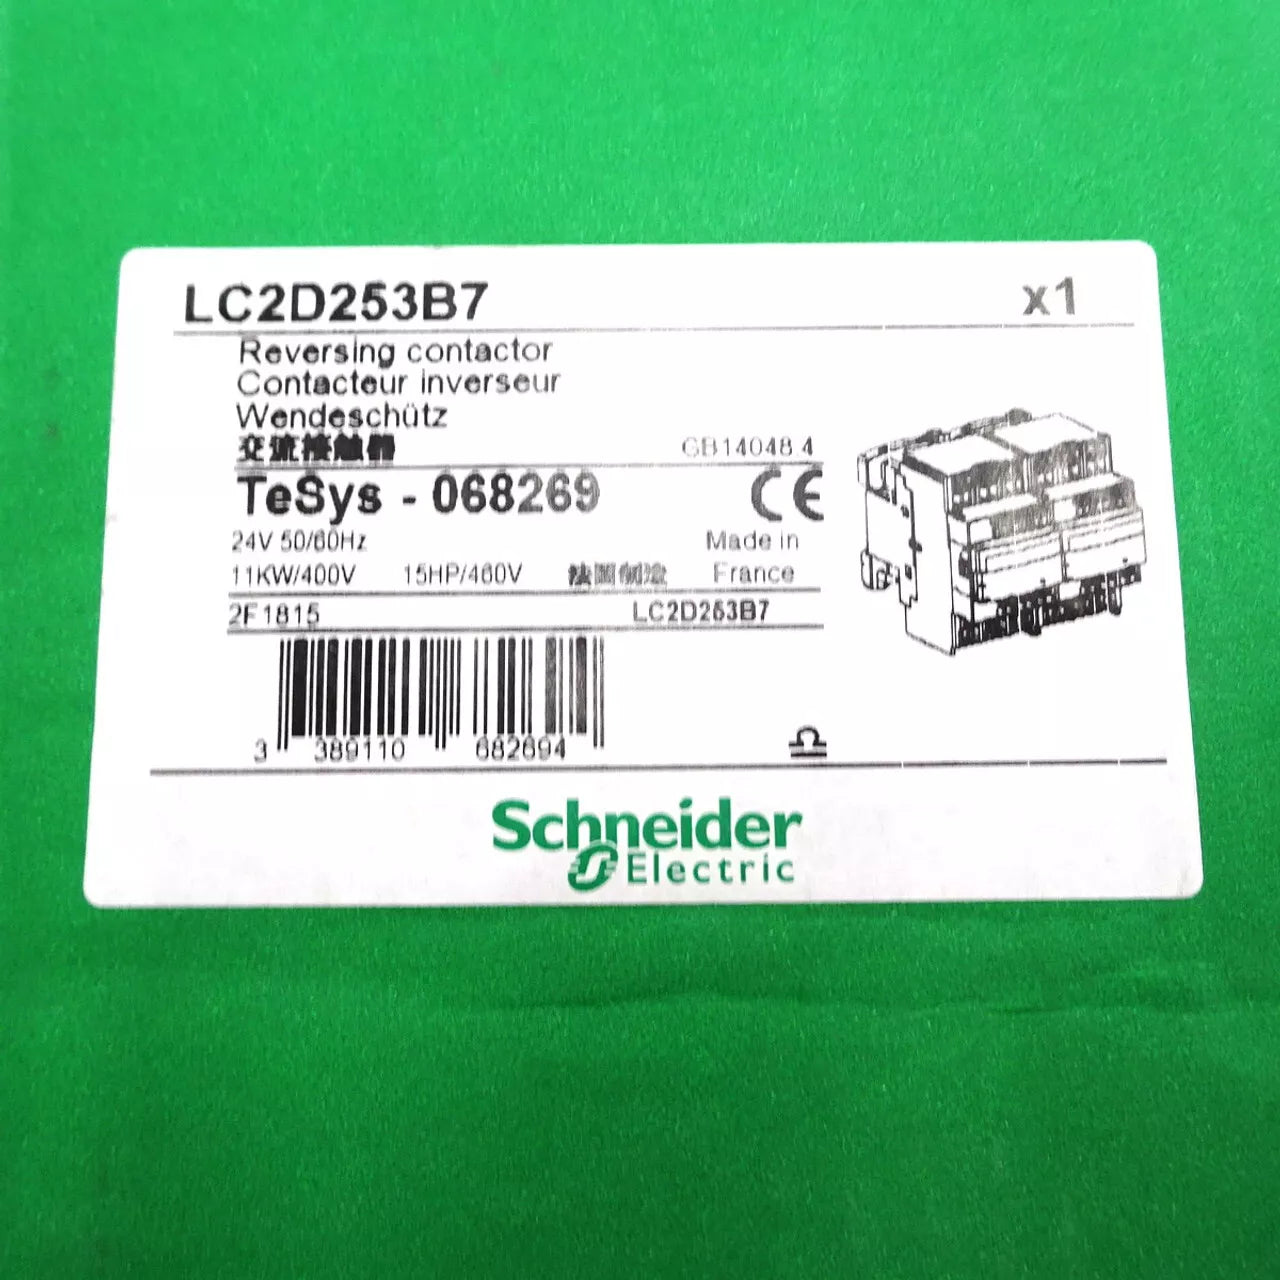 LC2D253B7 x1
Reversing contactor
Contacteur inverseur
Wendeschütz
交流接触器 GB14048.4
TeSys - 068269 CE
24V 50/60Hz Made in
11KW/400V 15HP/460V 法国制造 France
2F1815 LC2D253B7
3 389110 682694
Schneider
Electric